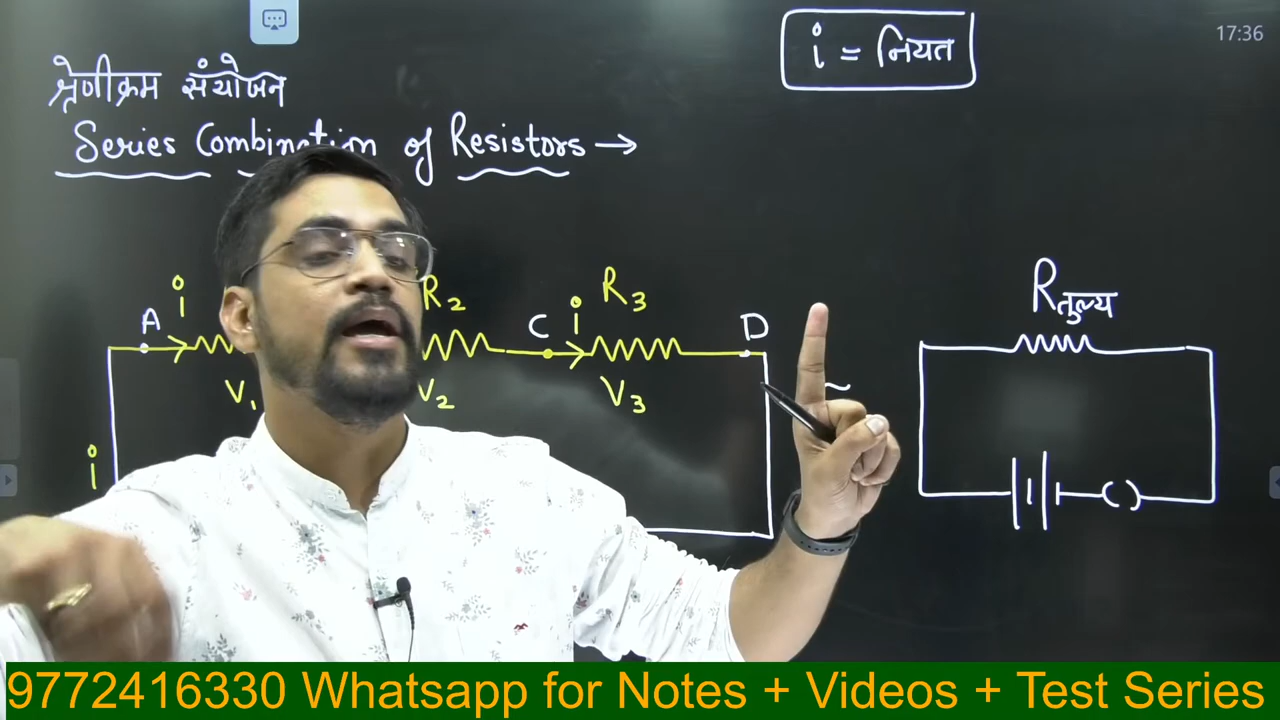 17:36
i = नियत
श्रेणीक्रम संयोजन
Series Combination of Resistors →
i R2 i R3
A C D
V1 V2 V3
i
~
Rतुल्य
9772416330 Whatsapp for Notes + Videos + Test Series